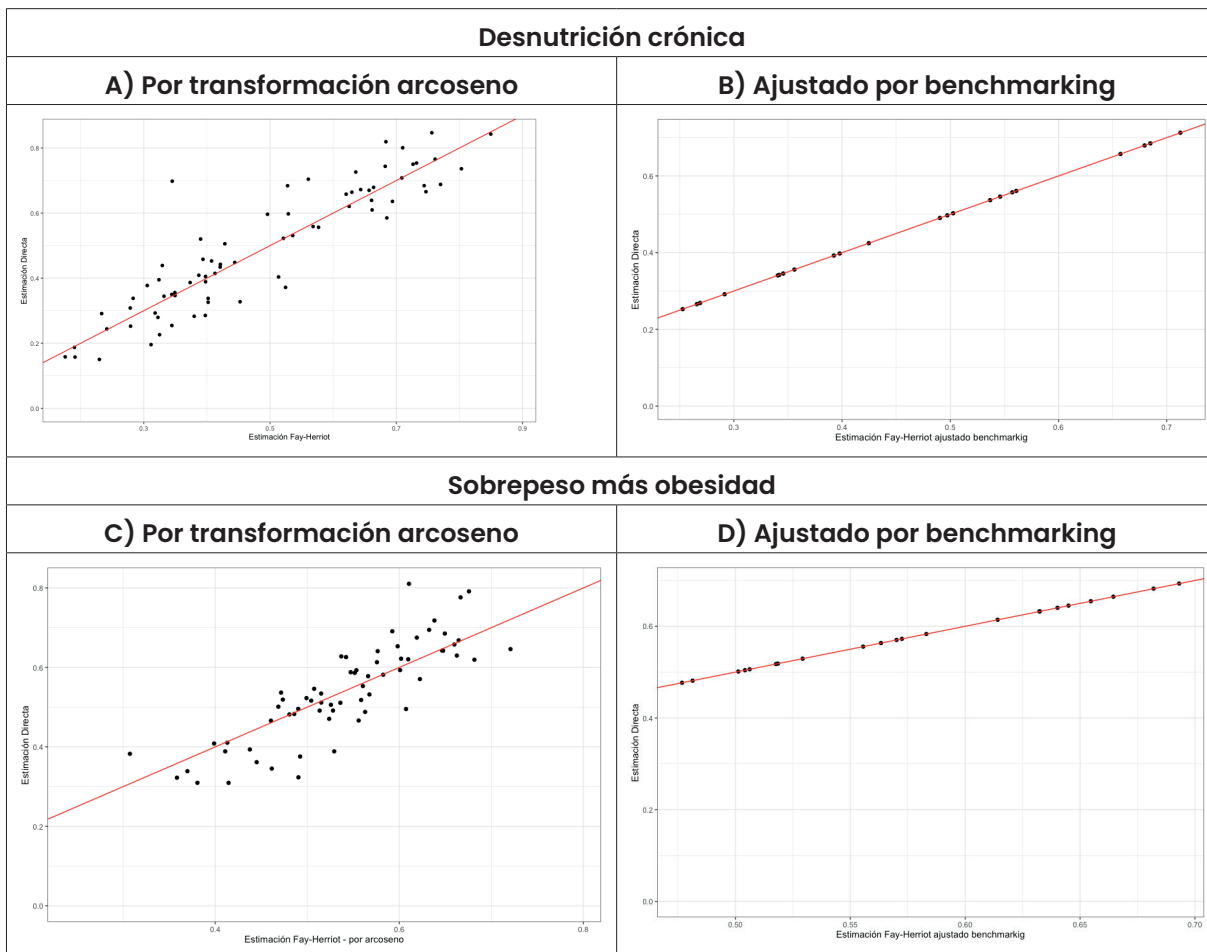 Desnutrición crónica
A) Por transformación arcoseno
B) Ajustado por benchmarking
0.8
0.6
0.4
0.2
0.0
Estimación Directa
0.3
0.5
0.7
0.9
Estimación Fay-Herriot
0.6
0.4
0.2
0.0
Estimación Directa
0.3
0.4
0.5
0.6
0.7
Estimación Fay-Herriot ajustado benchmarkig
Sobrepeso más obesidad
C) Por transformación arcoseno
D) Ajustado por benchmarking
0.8
0.6
0.4
0.2
0.0
Estimación Directa
0.4
0.6
0.8
Estimación Fay-Herriot - por arcoseno
0.6
0.4
0.2
0.0
Estimación Directa
0.50
0.55
0.60
0.65
0.70
Estimación Fay-Herriot ajustado benchmarkig